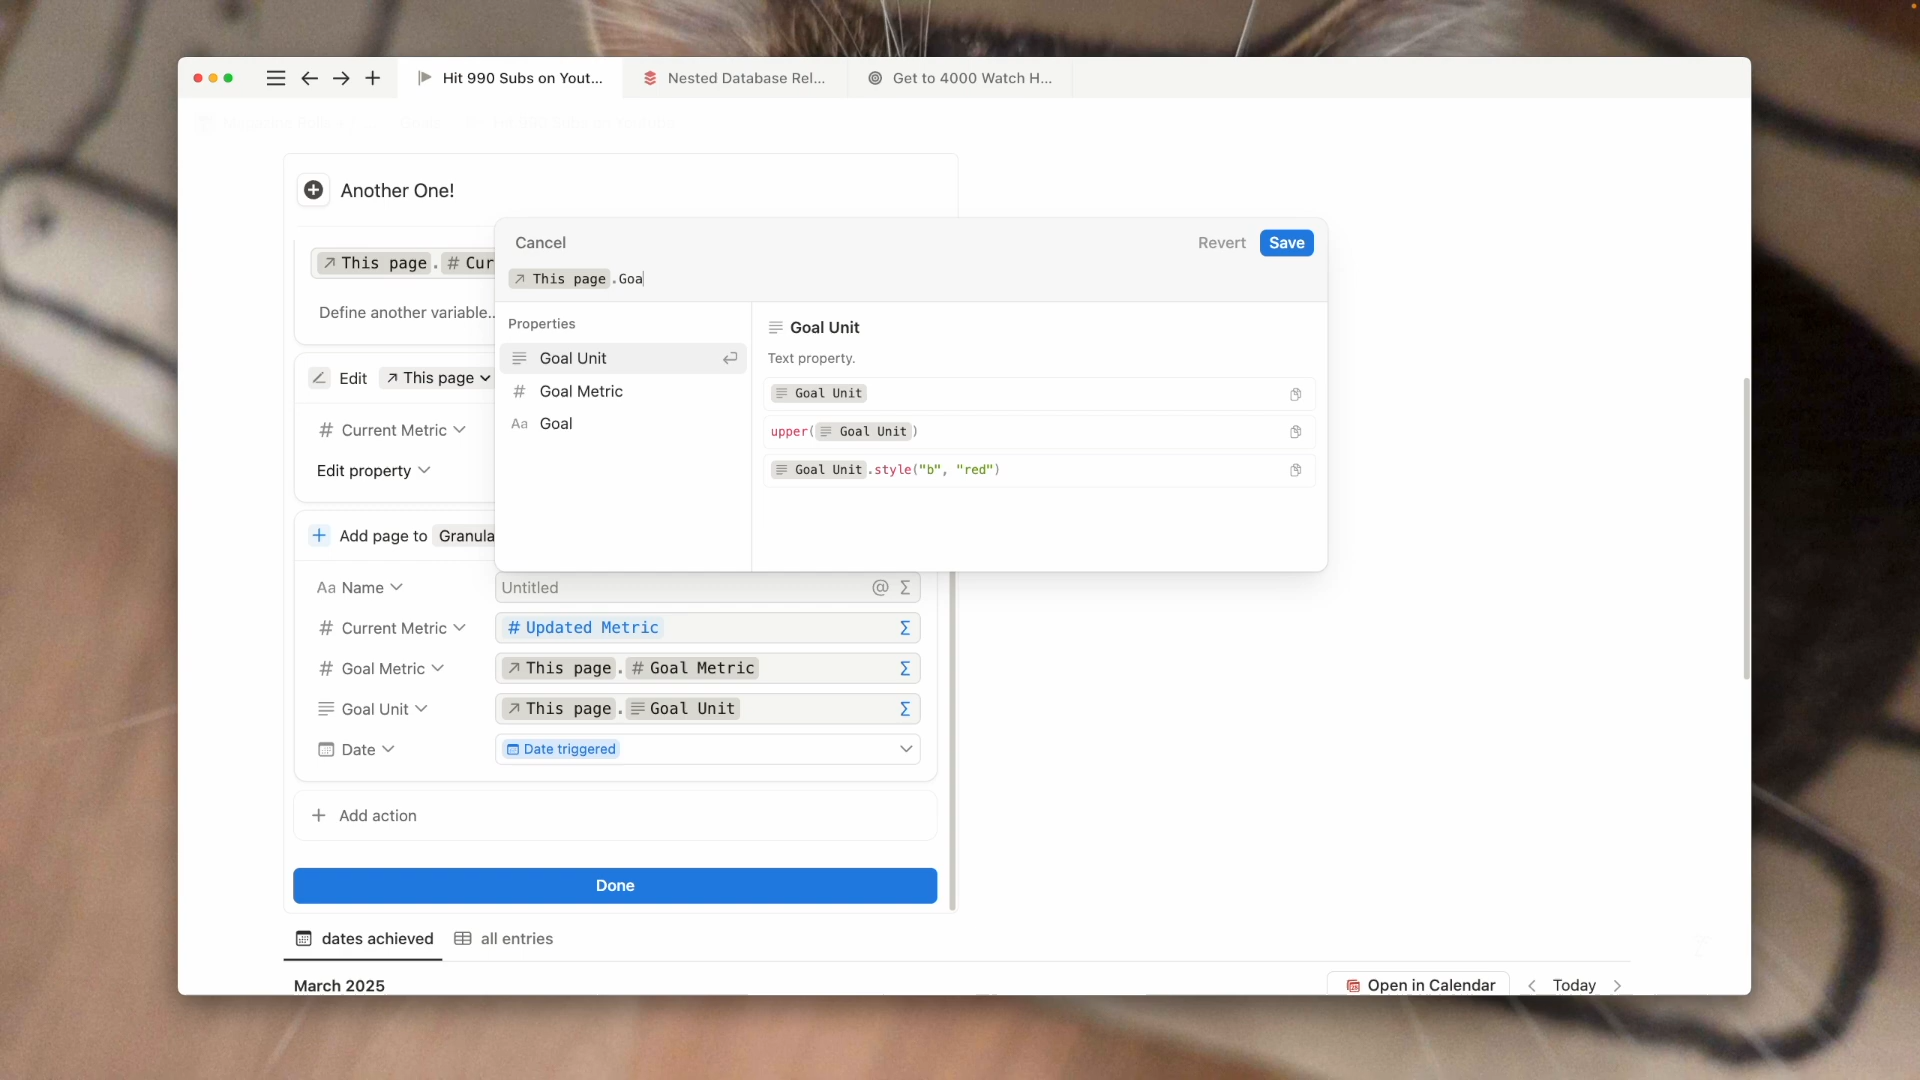 Hit 990 Subs on Yout...
Nested Database Rel...
Get to 4000 Watch H...
Another One!
This page . # Cur
Define another variable..
Edit This page
# Current Metric
Edit property
Add page to Granula
Cancel
Revert
Save
This page .Goa
Properties
Goal Unit
# Goal Metric
Aa Goal
Goal Unit
Text property.
Goal Unit
upper( Goal Unit )
Goal Unit .style("b", "red")
Aa Name
Untitled
@ Σ
# Current Metric
# Updated Metric
Σ
# Goal Metric
This page . # Goal Metric
Σ
Goal Unit
This page . Goal Unit
Σ
Date
Date triggered
+ Add action
Done
dates achieved
all entries
March 2025
Open in Calendar
Today